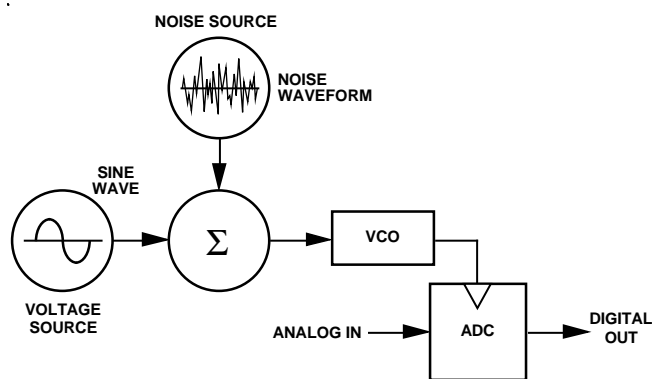 NOISE SOURCE
NOISE
WAVEFORM
SINE
WAVE
Σ
VCO
VOLTAGE
SOURCE
ANALOG IN
ADC
DIGITAL
OUT